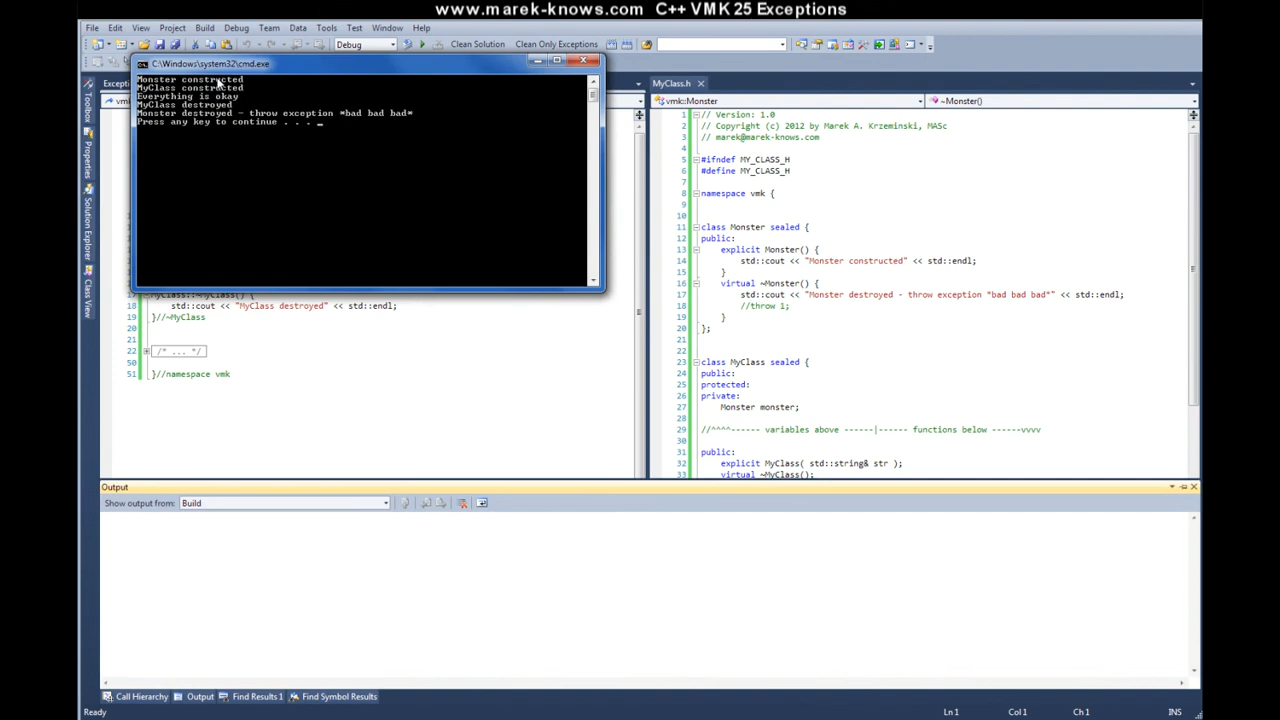 www.marek-knows.com C++ VMK 25 Exceptions
File Edit View Project Build Debug Team Data Tools Test Window Help
Debug Clean Solution Clean Only Exceptions
C:\Windows\system32\cmd.exe
Monster constructed
MyClass constructed
Everything is okay
MyClass destroyed
Monster destroyed - throw exception *bad bad bad*
Press any key to continue . . . _
Properties
Solution Explorer
Class View
18 std::cout << "MyClass destroyed" << std::endl;
19 }//~MyClass
20
21
22 /* ... */
50
51 }//namespace vmk
MyClass.h
vmk::Monster ~Monster()
1 // Version: 1.0
2 // Copyright (c) 2012 by Marek A. Krzeminski, MASc
3 // marek@marek-knows.com
4
5 #ifndef MY_CLASS_H
6 #define MY_CLASS_H
7
8 namespace vmk {
9
10
11 class Monster sealed {
12 public:
13 explicit Monster() {
14 std::cout << "Monster constructed" << std::endl;
15 }
16 virtual ~Monster() {
17 std::cout << "Monster destroyed - throw exception *bad bad bad*" << std::endl;
18 //throw 1;
19 }
20 };
21
22
23 class MyClass sealed {
24 public:
25 protected:
26 private:
27 Monster monster;
28
29 //^^^^------ variables above ------|------ functions below ------vvvv
30
31 public:
32 explicit MyClass( std::string& str );
33 virtual ~MyClass();
Output
Show output from: Build
Call Hierarchy Output Find Results 1 Find Symbol Results
Ready Ln 1 Col 1 Ch 1 INS